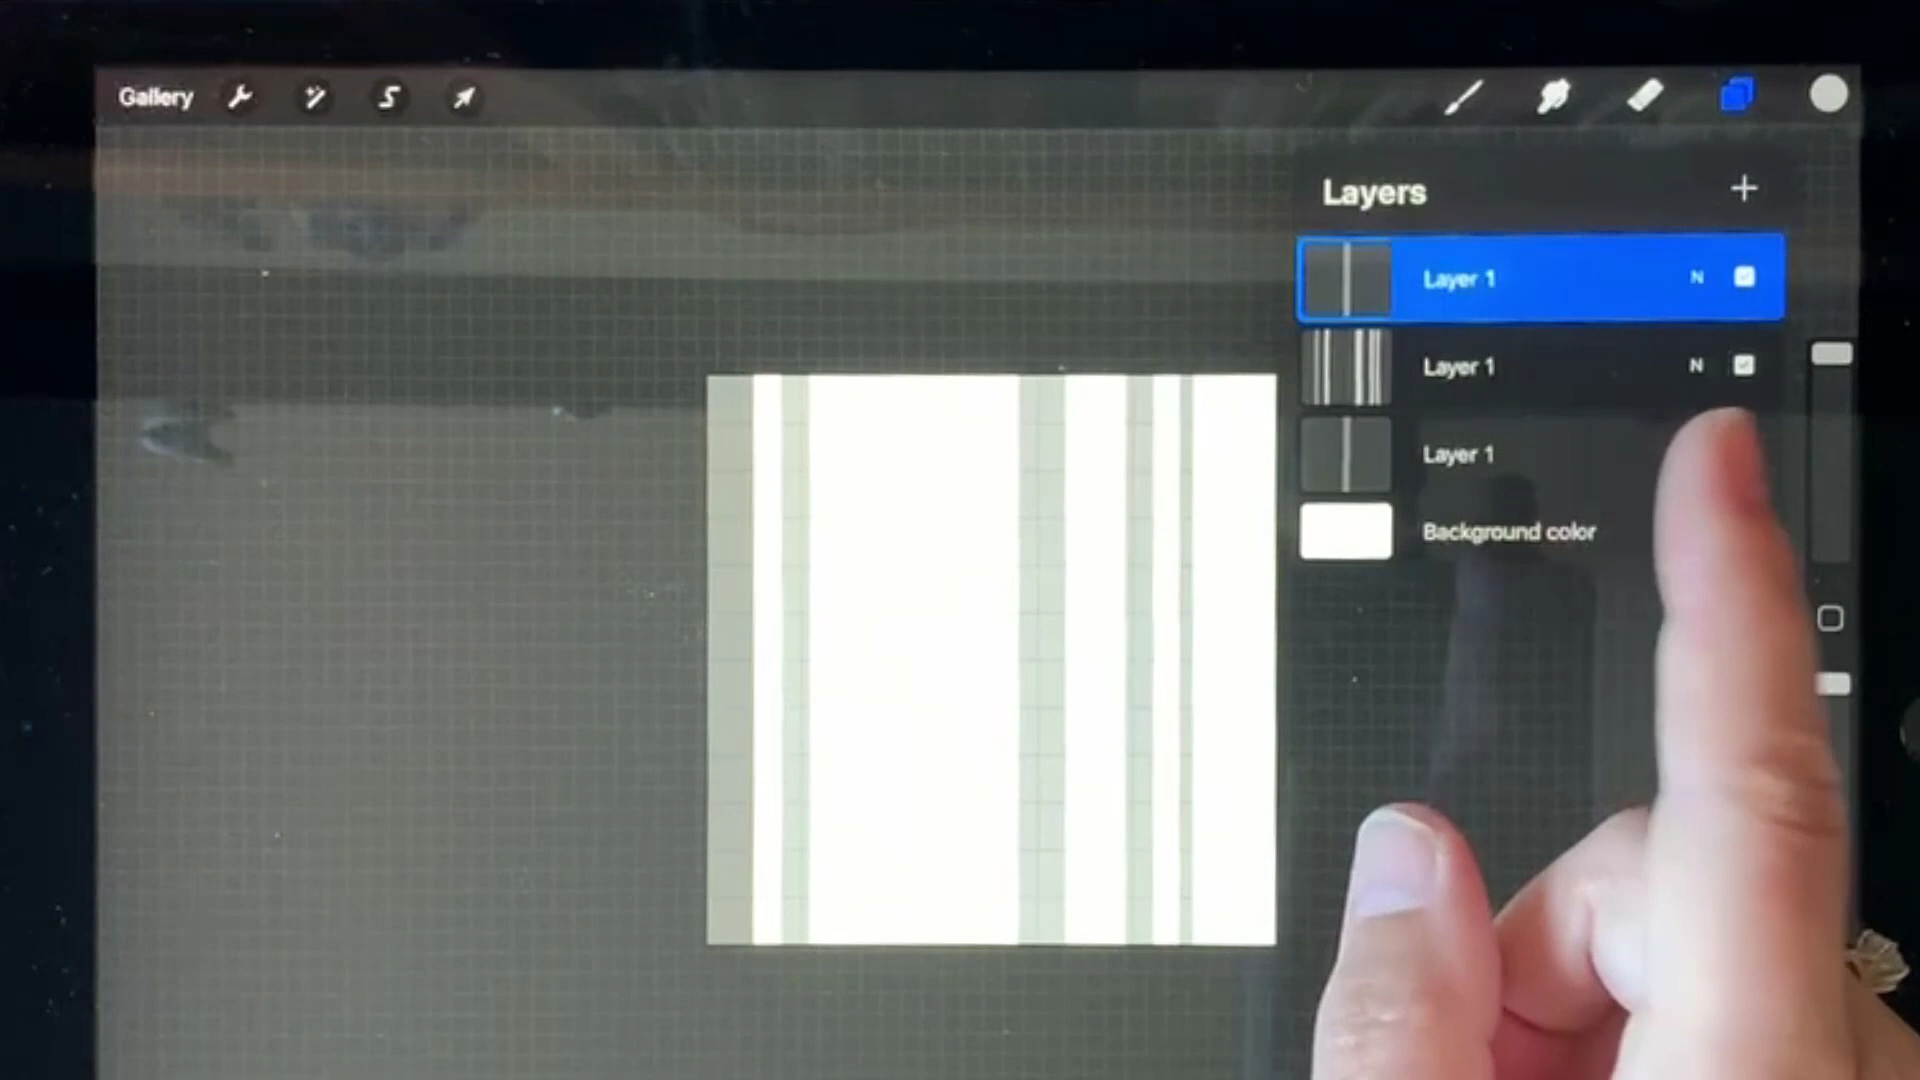 Gallery
Layers
Layer 1 N
Layer 1 N
Layer 1
Background color